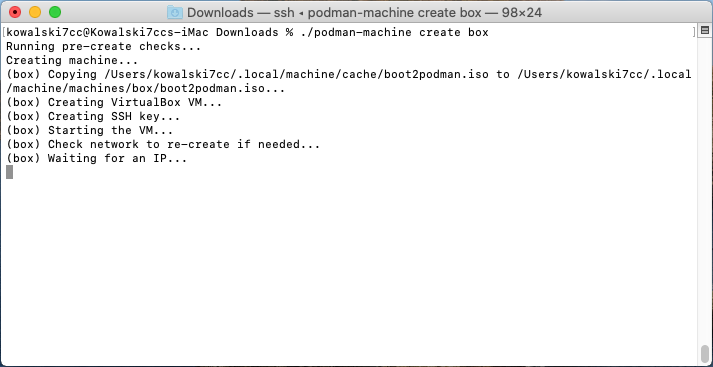 Downloads — ssh ◂ podman-machine create box — 98×24
[kowalski7cc@Kowalski7ccs-iMac Downloads % ./podman-machine create box ]
Running pre-create checks...
Creating machine...
(box) Copying /Users/kowalski7cc/.local/machine/cache/boot2podman.iso to /Users/kowalski7cc/.local
/machine/machines/box/boot2podman.iso...
(box) Creating VirtualBox VM...
(box) Creating SSH key...
(box) Starting the VM...
(box) Check network to re-create if needed...
(box) Waiting for an IP...